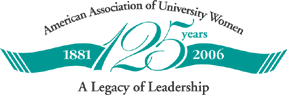 American Association of University Women
1881 125 years 2006
A Legacy of Leadership